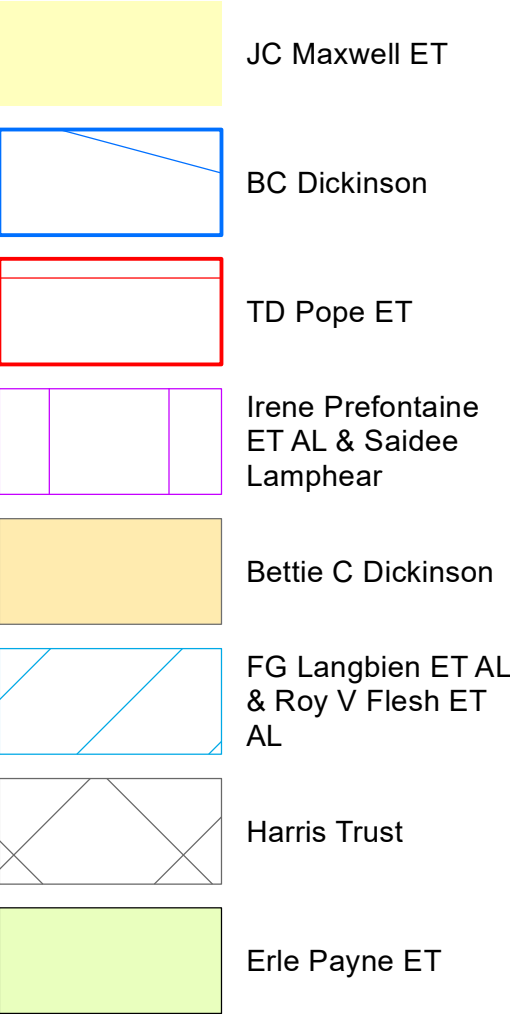 JC Maxwell ET
BC Dickinson
TD Pope ET
Irene Prefontaine
ET AL & Saidee
Lamphear
Bettie C Dickinson
FG Langbien ET AL
& Roy V Flesh ET
AL
Harris Trust
Erle Payne ET